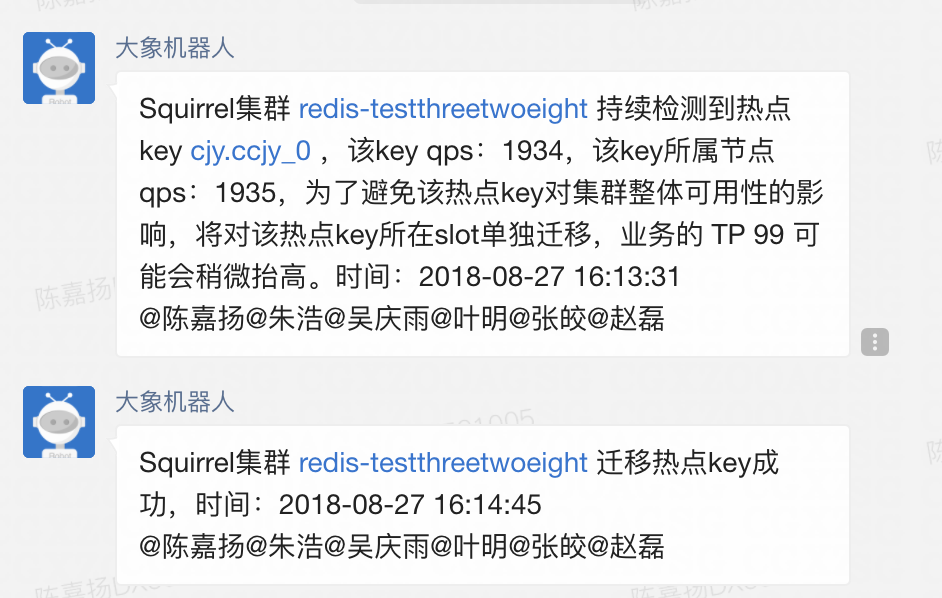 大象机器人
Squirrel集群 redis-testthreetwoeight 持续检测到热点
key cjy.ccjy_0 ，该key qps：1934，该key所属节点
qps：1935，为了避免该热点key对集群整体可用性的影
响，将对该热点key所在slot单独迁移，业务的 TP 99 可
能会稍微抬高。时间：2018-08-27 16:13:31
@陈嘉扬@朱浩@吴庆雨@叶明@张皎@赵磊
陈嘉扬
大象机器人
Squirrel集群 redis-testthreetwoeight 迁移热点key成
功，时间：2018-08-27 16:14:45
@陈嘉扬@朱浩@吴庆雨@叶明@张皎@赵磊